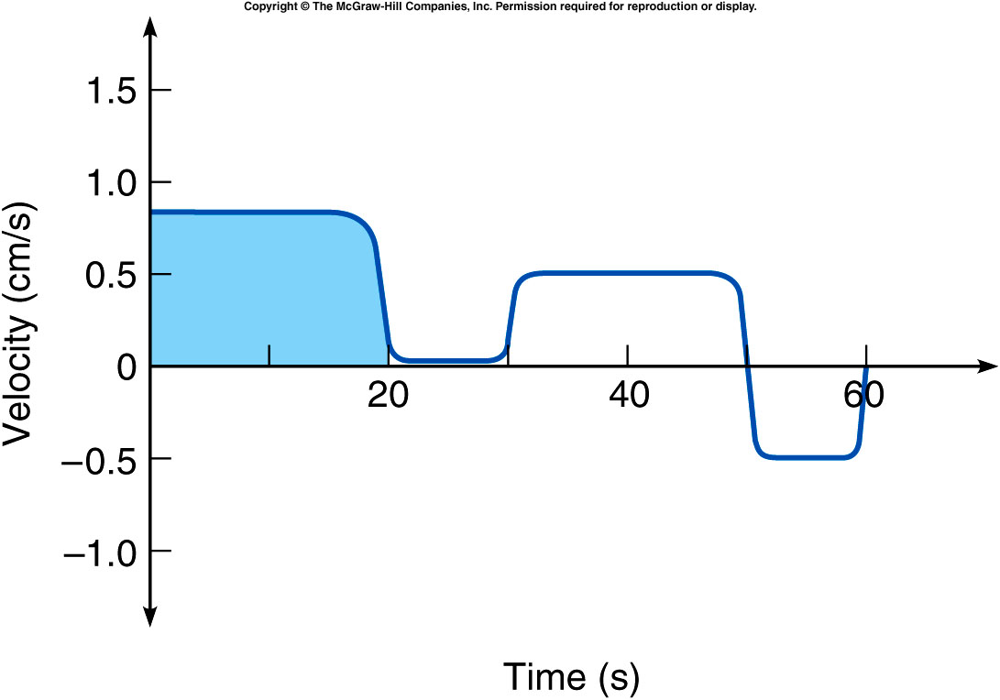 Copyright © The McGraw-Hill Companies, Inc. Permission required for reproduction or display.
1.5
1.0
0.5
0
−0.5
−1.0
Velocity (cm/s)
20 40 60
Time (s)